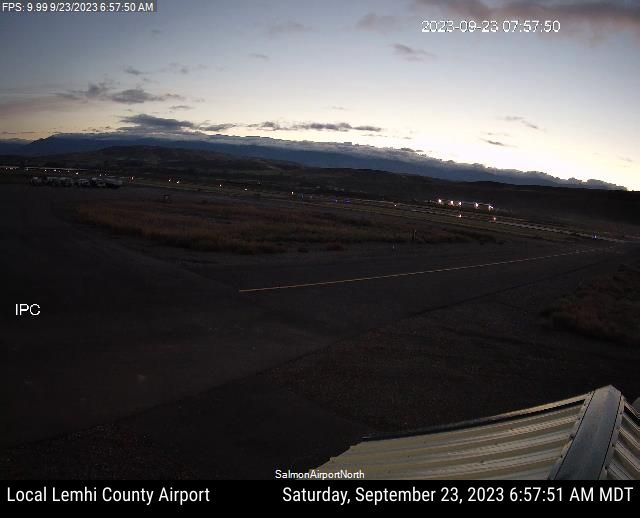 FPS: 9.99 9/23/2023 6:57:50 AM
2023-09-23 07:57:50
IPC
SalmonAirportNorth
Local Lemhi County Airport
Saturday, September 23, 2023 6:57:51 AM MDT